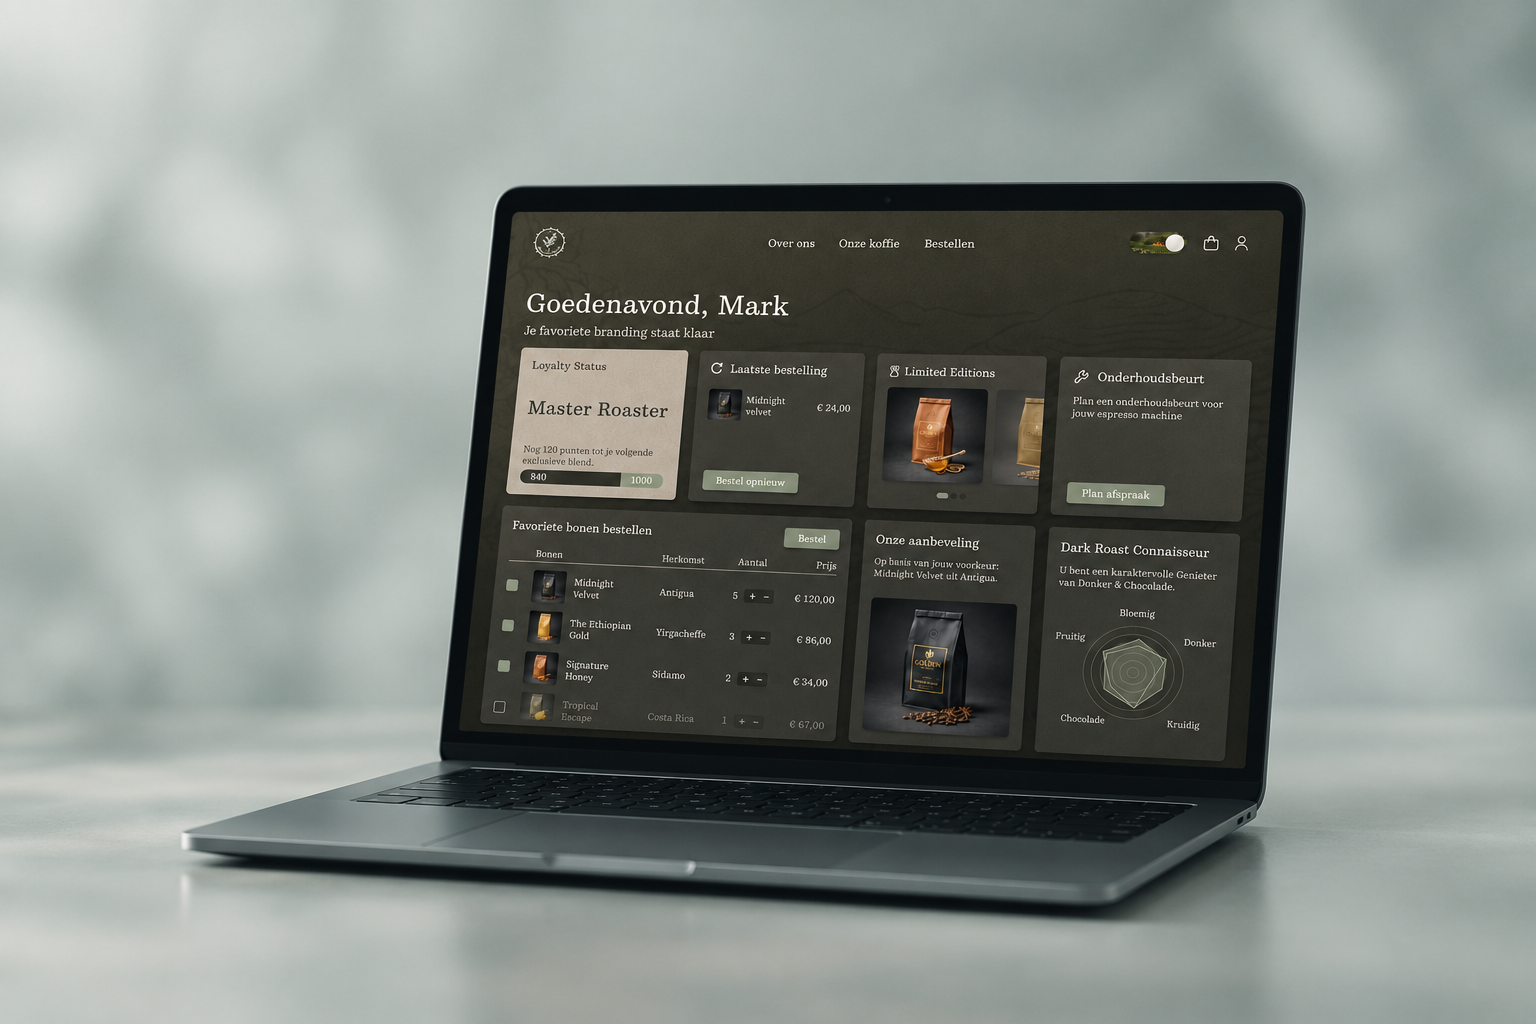 Over ons
Onze koffie
Bestellen
Goedenavond, Mark
Je favoriete branding staat klaar
Loyalty Status
Master Roaster
Nog 120 punten tot je volgende
exclusieve blend.
840
1000
Laatste bestelling
Midnight
velvet
€ 24,00
Bestel opnieuw
Limited Editions
Onderhoudsbeurt
Plan een onderhoudsbeurt voor
jouw espresso machine
Plan afspraak
Favoriete bonen bestellen
Bestel
Bonen Herkomst Aantal Prijs
Midnight
Velvet
Antigua 5 + − € 120,00
The Ethiopian
Gold
Yirgacheffe 3 + − € 86,00
Signature
Honey
Sidamo 2 + − € 34,00
Tropical
Escape
Costa Rica 1 + − € 67,00
Onze aanbeveling
Op basis van jouw voorkeur:
Midnight Velvet uit Antigua.
GOLDEN
Dark Roast Connaisseur
U bent een karaktervolle Genieter
van Donker & Chocolade.
Bloemig
Fruitig
Donker
Chocolade
Kruidig